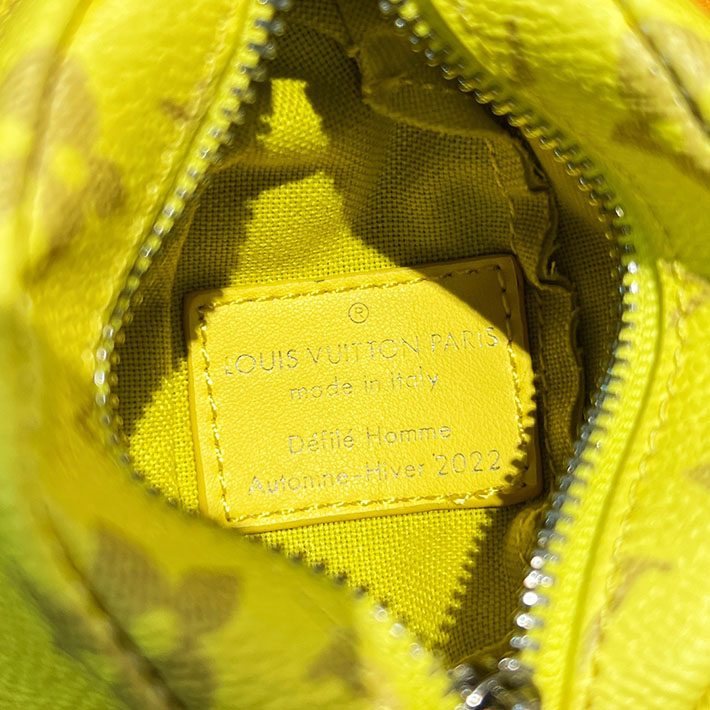 ®
LOUIS VUITTON PARIS
made in Italy
Défilé Homme
Automne-Hiver 2022